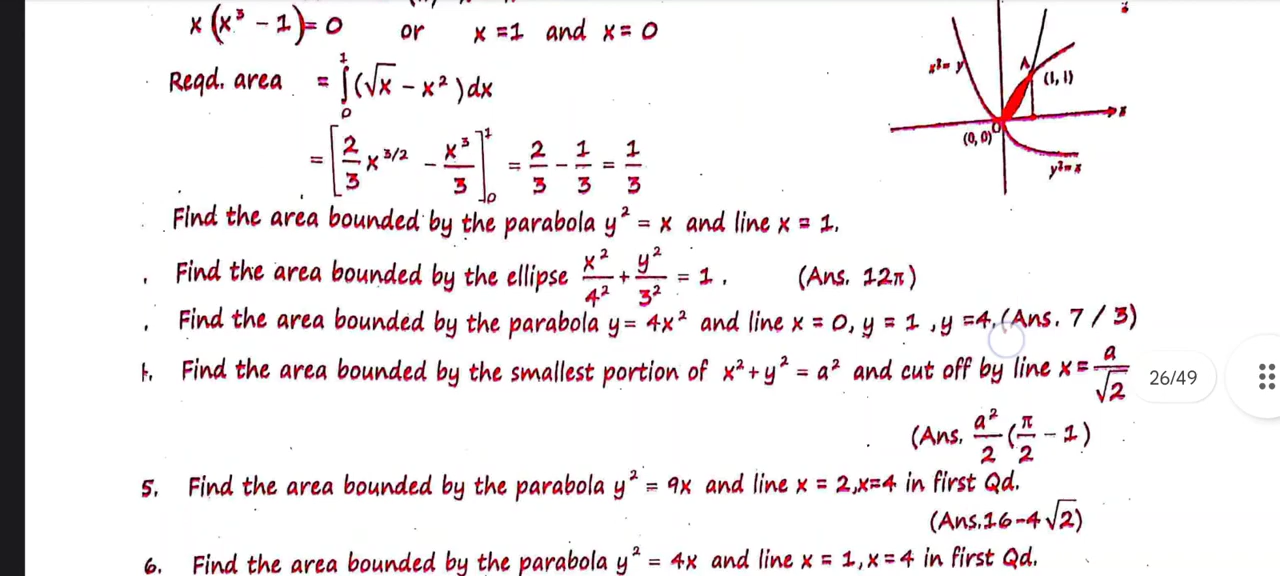 x(x³ - 1) = 0 or x = 1 and x = 0
Reqd. area = ∫₀¹ (√x - x²) dx
= [2/3 x^3/2 - x³/3]₀¹ = 2/3 - 1/3 = 1/3
x² = y
A
(1, 1)
x
(0, 0)
O
y² = x
Find the area bounded by the parabola y² = x and line x = 1.
Find the area bounded by the ellipse x²/4² + y²/3² = 1. (Ans. 12π)
Find the area bounded by the parabola y = 4x² and line x = 0, y = 1, y = 4. (Ans. 7 / 3)
Find the area bounded by the smallest portion of x² + y² = a² and cut off by line x = a/√2
26/49
(Ans. a²/2 (π/2 - 1)
5. Find the area bounded by the parabola y² = 9x and line x = 2, x=4 in first Qd.
(Ans. 16-4√2)
6. Find the area bounded by the parabola y² = 4x and line x = 1, x = 4 in first Qd.